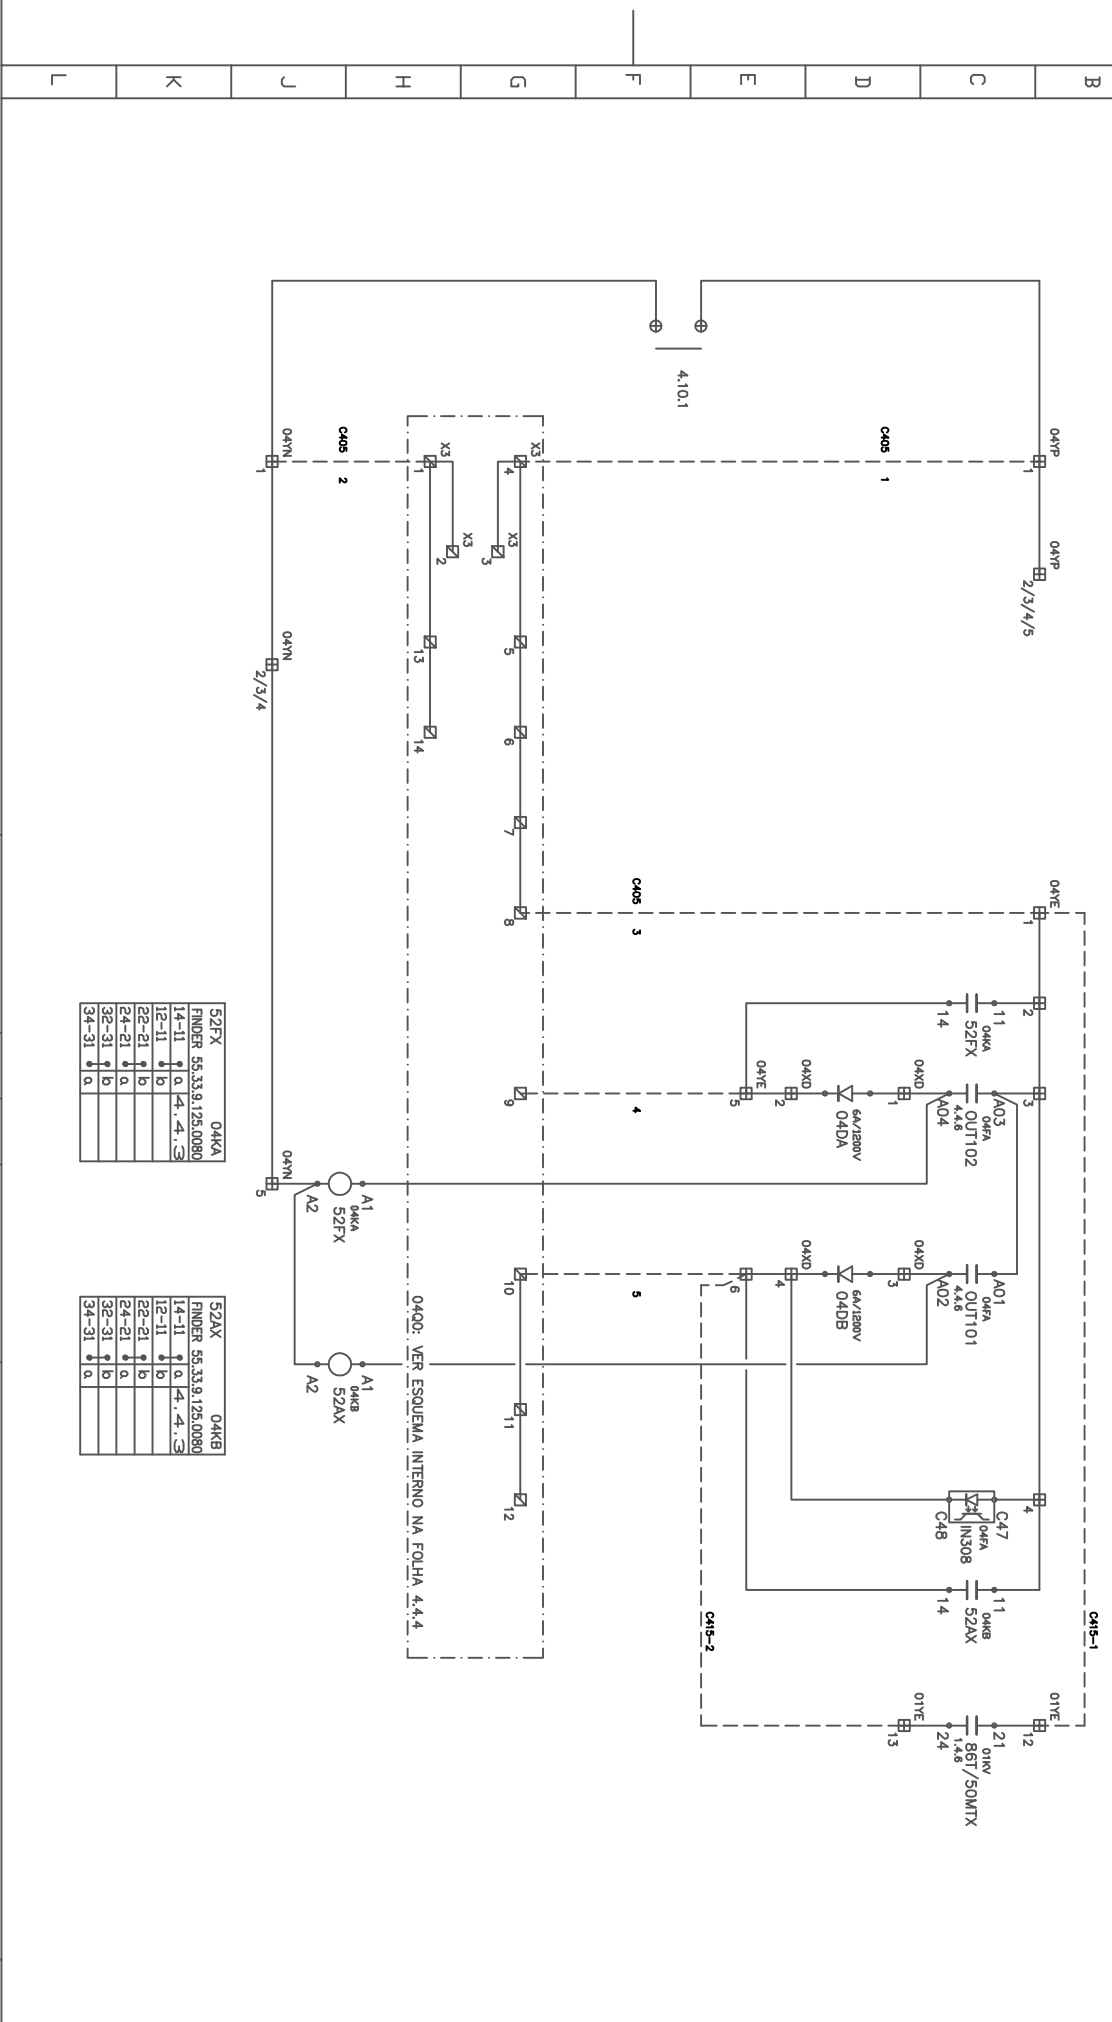 B
C
D
E
F
G
H
J
K
L
4.10.1
04YP
1
04YP
2/3/4/5
C405
1
X3
4
X3
3
X3
1
X3
2
C405
2
04YN
1
04YN
2/3/4
5
6
7
8
13
14
C405
3
04YE
1
2
3
4
11
04KA
52FX
14
A03
04FA
OUT102
4.4.6
A04
04XD
1
6A/1200V
04DA
04XD
2
04YE
5
4
9
A01
04FA
OUT101
4.4.6
A02
04XD
3
6A/1200V
04DB
04XD
4
6
5
10
11
12
C47
04FA
IN308
C48
11
04KB
52AX
14
C415-1
C415-2
01YE
12
21
01KV
86T/50MTX
1.4.6
24
01YE
13
A1
04KA
52FX
A2
04YN
5
A1
04KB
52AX
A2
04Q0: VER ESQUEMA INTERNO NA FOLHA 4.4.4
52FX 04KA
FINDER 55.33.9.125.0080
14-11 a 4.4.3
12-11 b
22-21 b
24-21 a
32-31 b
34-31 a
52AX 04KB
FINDER 55.33.9.125.0080
14-11 a 4.4.3
12-11 b
22-21 b
24-21 a
32-31 b
34-31 a